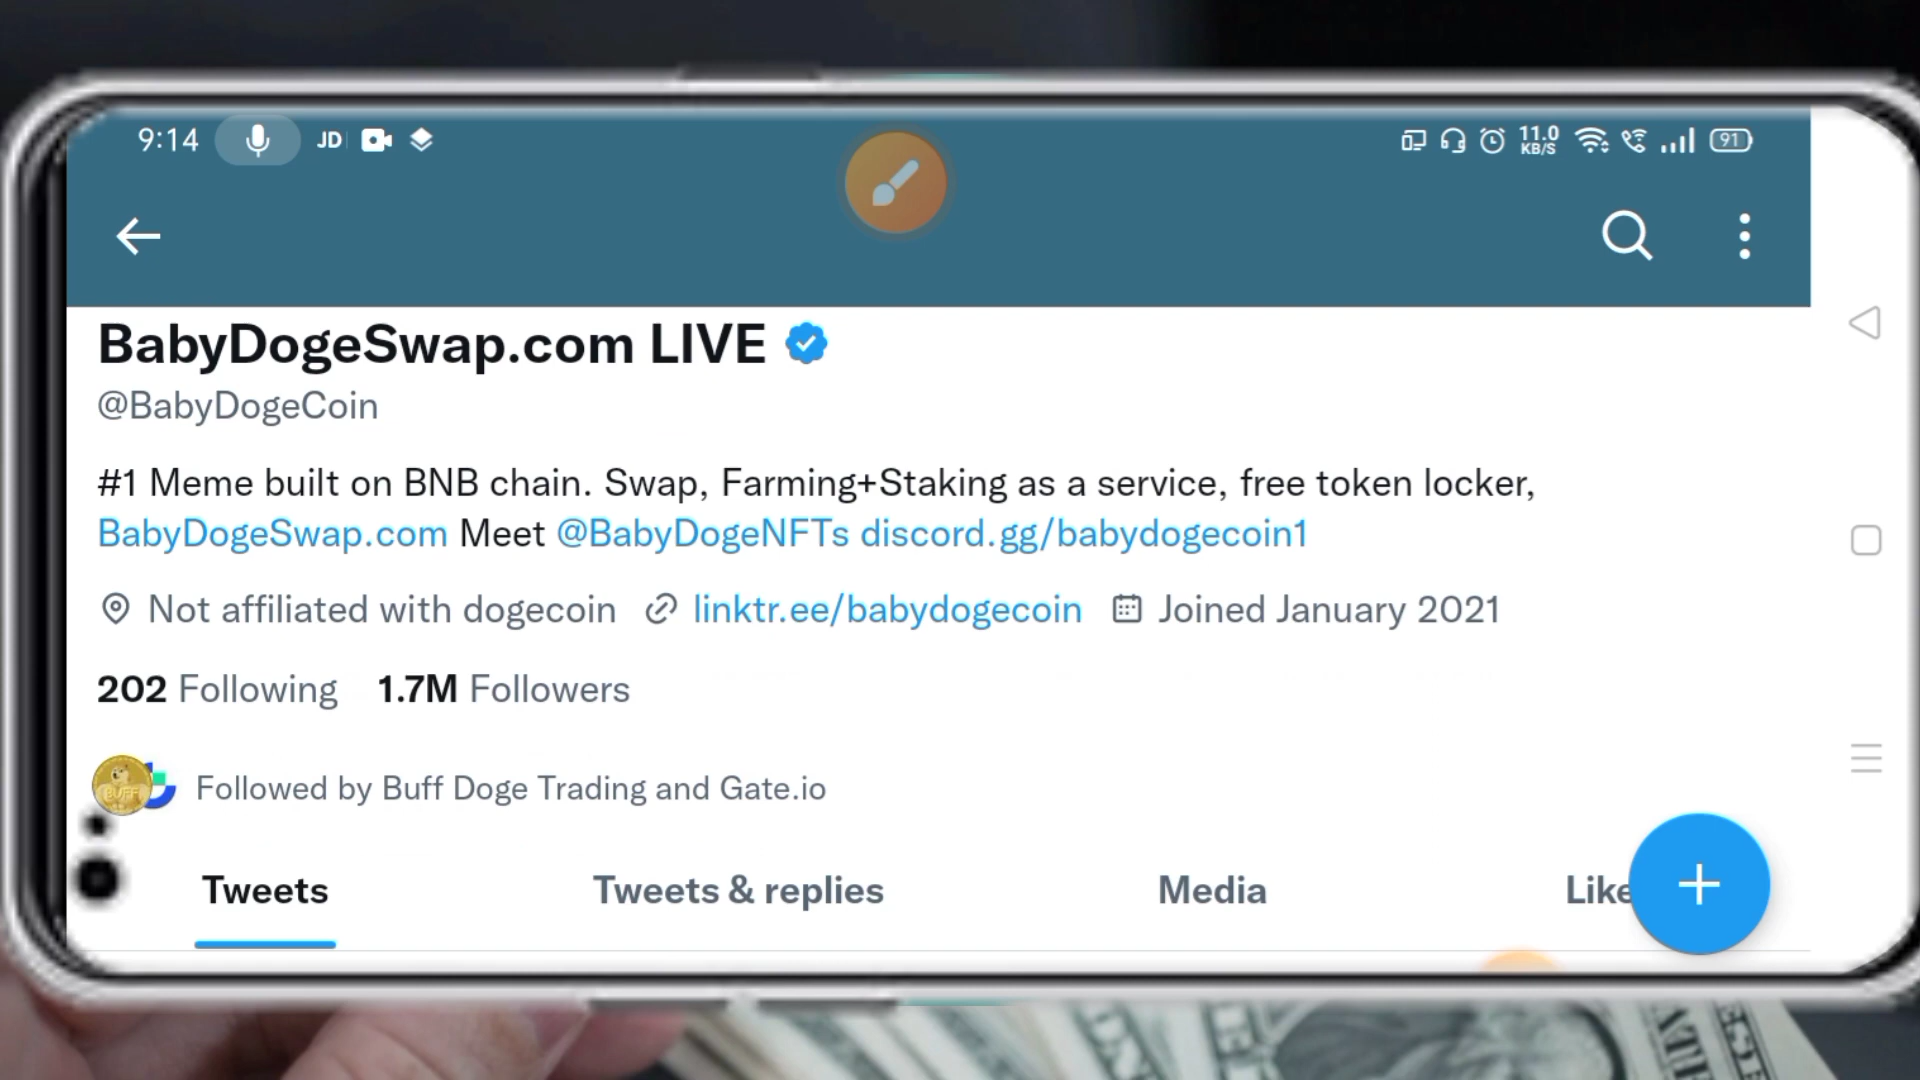 9:14 JD 11.0 KB/S 91
BabyDogeSwap.com LIVE
@BabyDogeCoin
#1 Meme built on BNB chain. Swap, Farming+Staking as a service, free token locker,
BabyDogeSwap.com Meet @BabyDogeNFTs discord.gg/babydogecoin1
Not affiliated with dogecoin linktr.ee/babydogecoin Joined January 2021
202 Following 1.7M Followers
BUFF
Followed by Buff Doge Trading and Gate.io
Tweets Tweets & replies Media Like